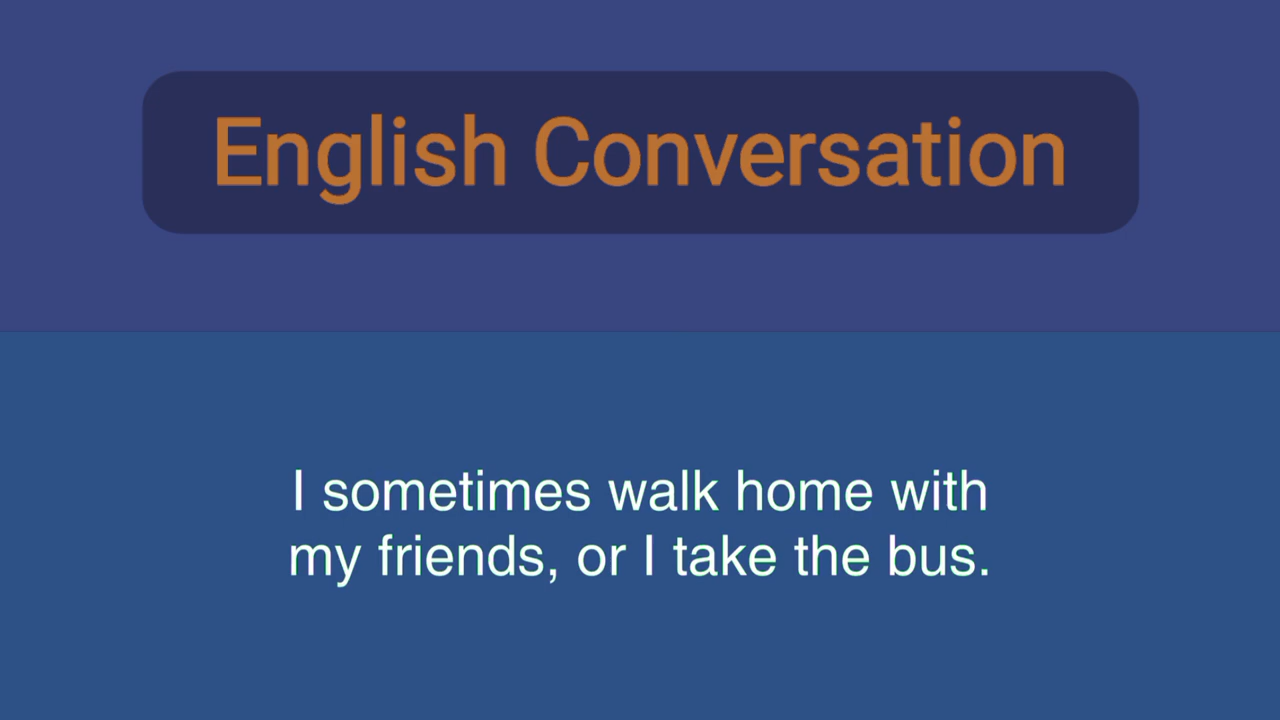 English Conversation
I sometimes walk home with
my friends, or I take the bus.